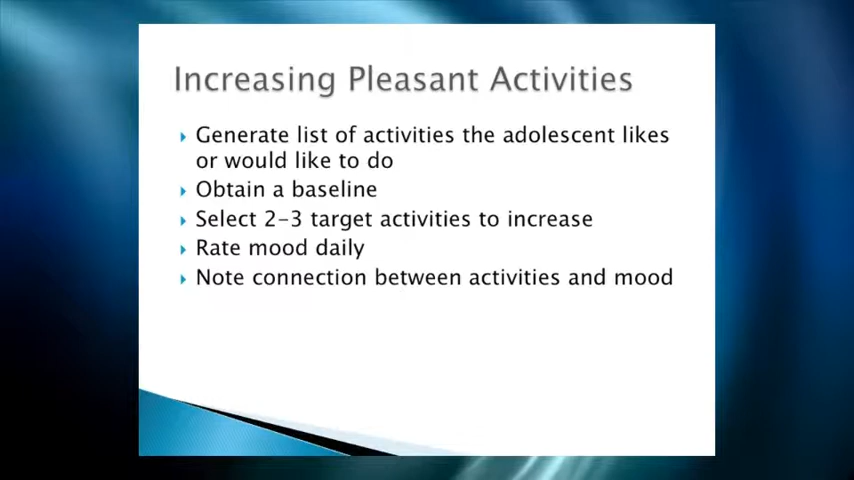 Increasing Pleasant Activities
Generate list of activities the adolescent likes
or would like to do
Obtain a baseline
Select 2-3 target activities to increase
Rate mood daily
Note connection between activities and mood